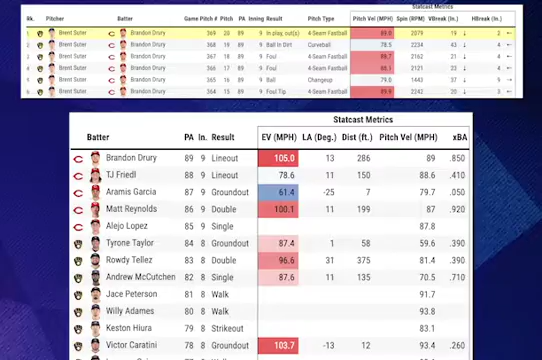 Statcast Metrics
Rk. Pitcher Batter Game Pitch # Pitch PA Inning Result Pitch Type Pitch Vel (MPH) Spin (RPM) VBreak (In.) HBreak (In.)
1 Brent Suter Brandon Drury 369 20 89 9 In play, out(s) 4-Seam Fastball 89.0 2079 19 ↓ 2 ←
Brent Suter Brandon Drury 368 19 89 9 Ball In Dirt Curveball 78.5 2234 43 ↓ ←
Brent Suter Brandon Drury 367 18 89 9 Foul 4-Seam Fastball 88.7 2162 21 ↓ ←
Brent Suter Brandon Drury 366 17 89 9 Foul 4-Seam Fastball 2121 23 ↓ 4 ←
Brent Suter Brandon Drury 365 16 89 9 Ball Changeup 79.0 1443 37 ↓ 9 ←
Brent Suter Brandon Drury 364 15 89 9 Foul Tip 4-Seam Fastball 2242 20 ↓ 3 ←
Statcast Metrics
Batter PA In. Result EV (MPH) LA (Deg.) Dist (ft.) Pitch Vel (MPH) xBA
Brandon Drury 89 9 Lineout 105.0 13 286 89 .850
TJ Friedl 88 9 Lineout 78.6 11 150 88.6 .410
Aramis Garcia 87 9 Groundout 61.4 -25 7 79.7 .050
Matt Reynolds 86 9 Double 100.1 11 199 87 .920
Alejo Lopez 85 9 Single 87.8
Tyrone Taylor 84 8 Groundout 87.4 1 58 59.6 .390
Rowdy Tellez 83 8 Double 96.6 31 375 81.4 .390
Andrew McCutchen 82 8 Single 87.6 11 135 70.5 .710
Jace Peterson 81 8 Walk 91.7
Willy Adames 80 8 Walk 93.8
Keston Hiura 79 8 Strikeout 83.1
Victor Caratini 78 8 Groundout 103.7 -13 12 93.4 .260